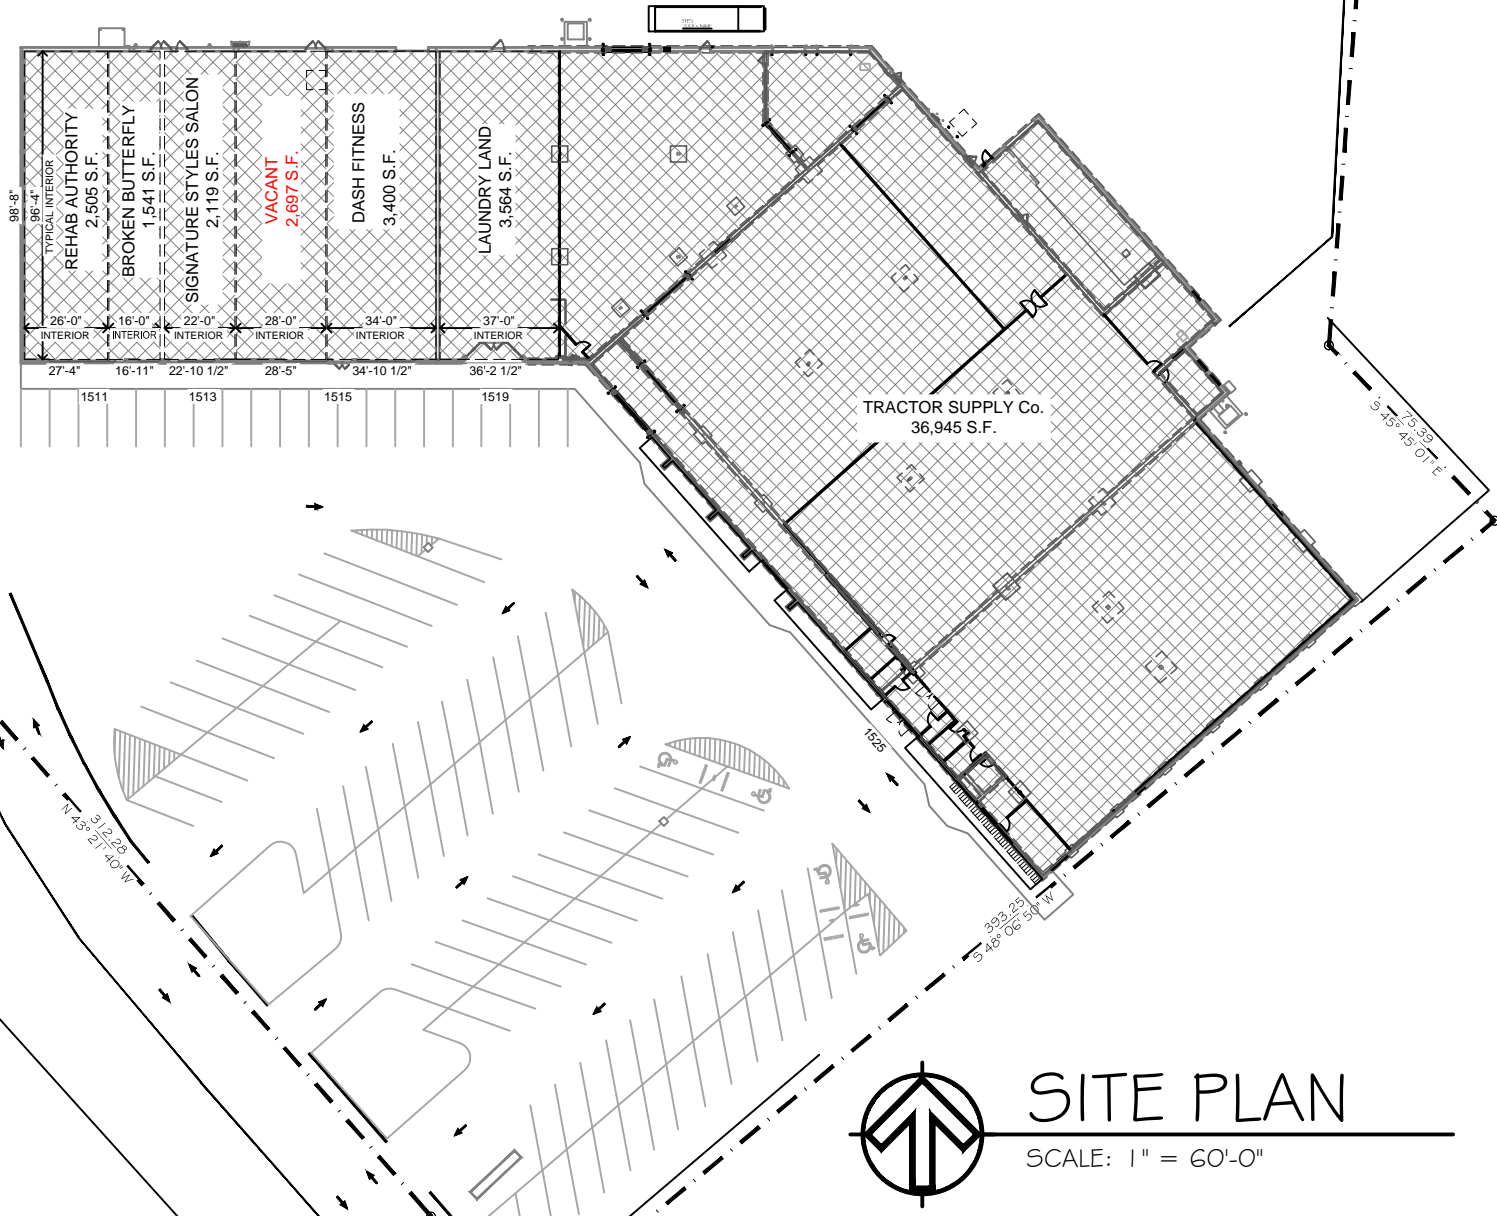 98'-8"
96'-4"
TYPICAL INTERIOR
REHAB AUTHORITY
2,505 S.F.
BROKEN BUTTERFLY
1,541 S.F.
SIGNATURE STYLES SALON
2,119 S.F.
VACANT
2,697 S.F.
DASH FITNESS
3,400 S.F.
LAUNDRY LAND
3,564 S.F.
26'-0"
INTERIOR
16'-0"
INTERIOR
22'-0"
INTERIOR
28'-0"
INTERIOR
34'-0"
INTERIOR
37'-0"
INTERIOR
27'-4"
16'-11"
22'-10 1/2"
28'-5"
34'-10 1/2"
36'-2 1/2"
1511
1513
1515
1519
TRACTOR SUPPLY Co.
36,945 S.F.
75.39
S 45° 45' 01" E
1525
312.28
N 43° 21' 40" W
393.25
S 48° 06' 50" W
SITE PLAN
SCALE: 1" = 60'-0"